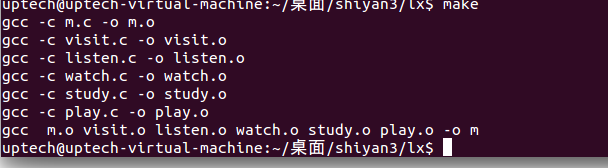 uptech@uptech-virtual-machine:~/桌面/shiyan3/lx$ make
gcc -c m.c -o m.o
gcc -c visit.c -o visit.o
gcc -c listen.c -o listen.o
gcc -c watch.c -o watch.o
gcc -c study.c -o study.o
gcc -c play.c -o play.o
gcc  m.o visit.o listen.o watch.o study.o play.o -o m
uptech@uptech-virtual-machine:~/桌面/shiyan3/lx$